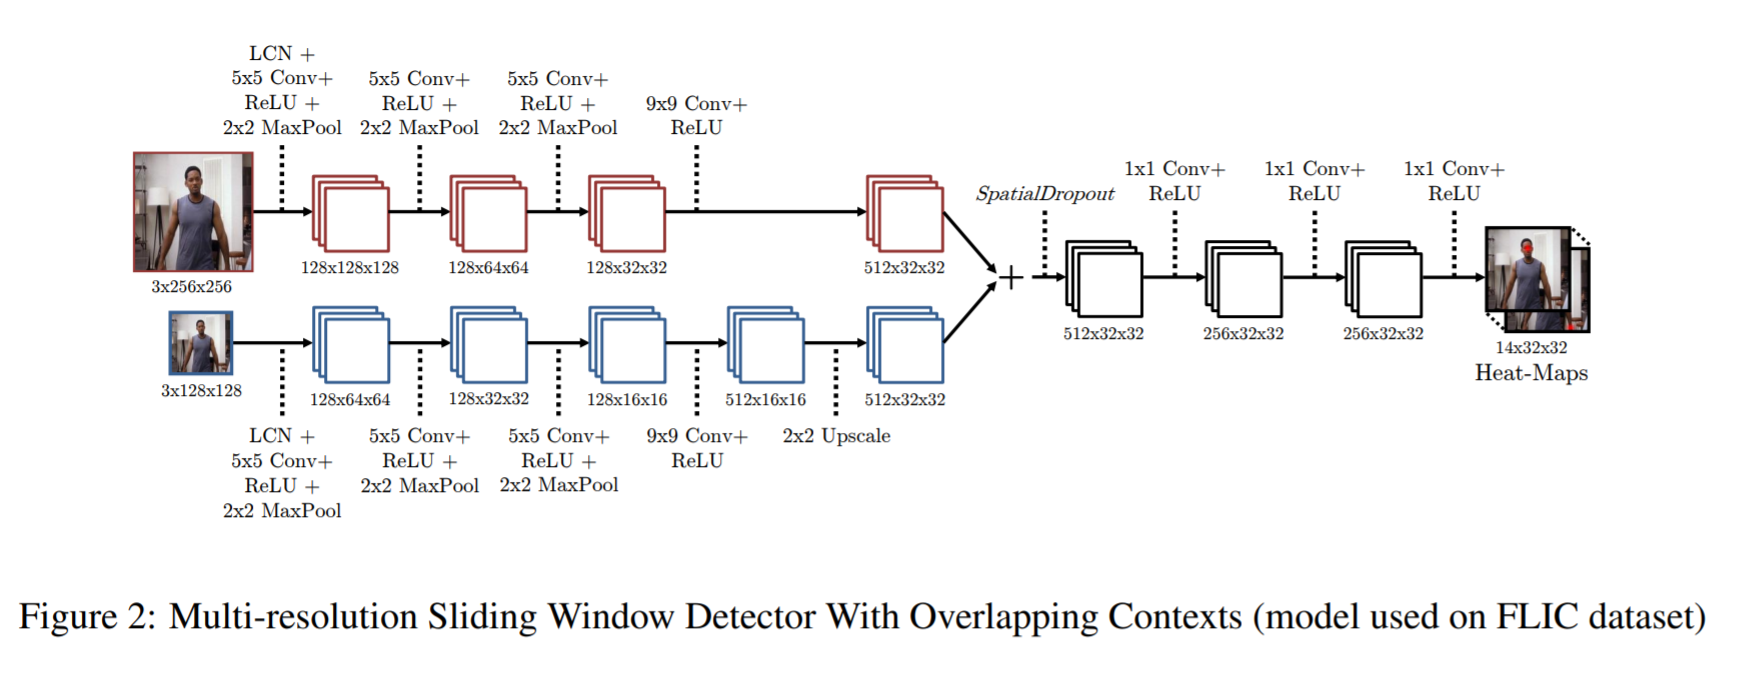 LCN +
5x5 Conv+
ReLU +
2x2 MaxPool
5x5 Conv+
ReLU +
2x2 MaxPool
5x5 Conv+
ReLU +
2x2 MaxPool
9x9 Conv+
ReLU
3x256x256
128x128x128
128x64x64
128x32x32
512x32x32
3x128x128
128x64x64
128x32x32
128x16x16
512x16x16
512x32x32
LCN +
5x5 Conv+
ReLU +
2x2 MaxPool
5x5 Conv+
ReLU +
2x2 MaxPool
5x5 Conv+
ReLU +
2x2 MaxPool
9x9 Conv+
ReLU
2x2 Upscale
+
SpatialDropout
1x1 Conv+
ReLU
1x1 Conv+
ReLU
1x1 Conv+
ReLU
512x32x32
256x32x32
256x32x32
14x32x32
Heat-Maps
Figure 2: Multi-resolution Sliding Window Detector With Overlapping Contexts (model used on FLIC dataset)